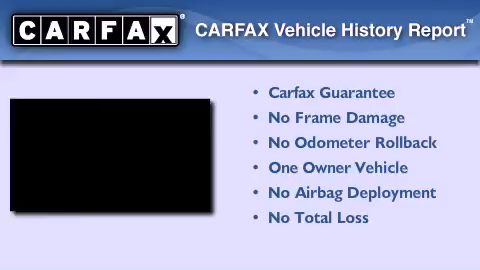 CARFAX® CARFAX Vehicle History Report™
• Carfax Guarantee
• No Frame Damage
• No Odometer Rollback
• One Owner Vehicle
• No Airbag Deployment
• No Total Loss